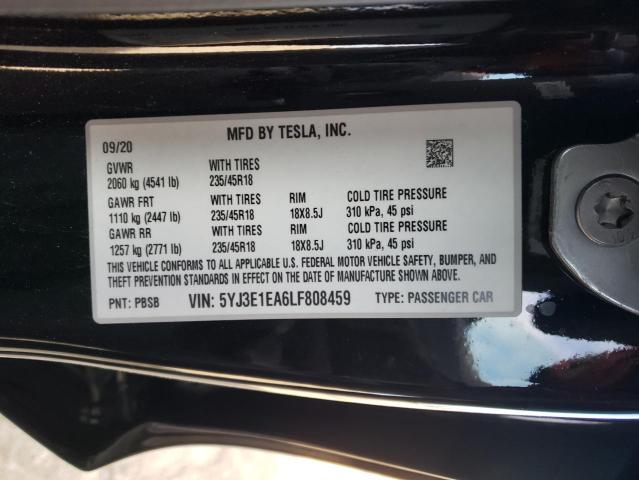 MFD BY TESLA, INC.
09/20
GVWR WITH TIRES
2060 kg (4541 lb) 235/45R18
GAWR FRT WITH TIRES RIM COLD TIRE PRESSURE
1110 kg (2447 lb) 235/45R18 18X8.5J 310 kPa, 45 psi
GAWR RR WITH TIRES RIM COLD TIRE PRESSURE
1257 kg (2771 lb) 235/45R18 18X8.5J 310 kPa, 45 psi
THIS VEHICLE CONFORMS TO ALL APPLICABLE U.S. FEDERAL MOTOR VEHICLE SAFETY, BUMPER, AND
THEFT PREVENTION STANDARDS IN EFFECT ON THE DATE OF MANUFACTURE SHOWN ABOVE.
PNT: PBSB VIN: 5YJ3E1EA6LF808459 TYPE: PASSENGER CAR